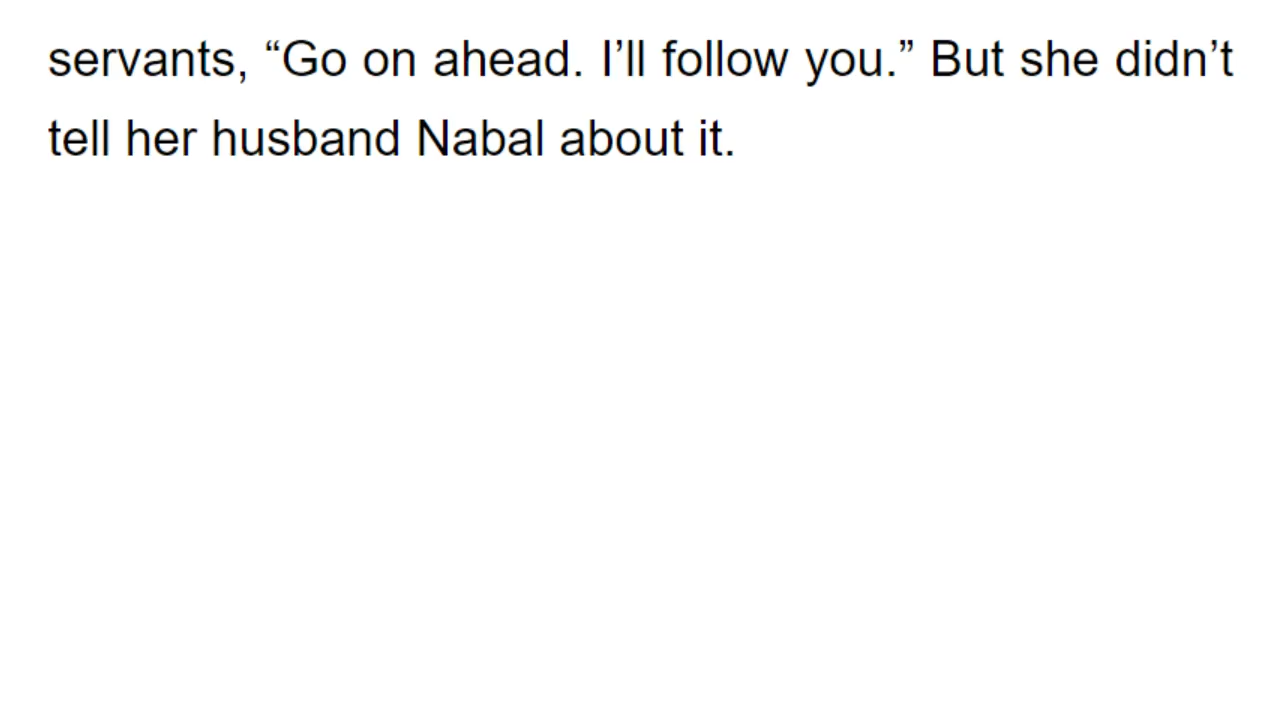 servants, “Go on ahead. I’ll follow you.” But she didn’t
tell her husband Nabal about it.